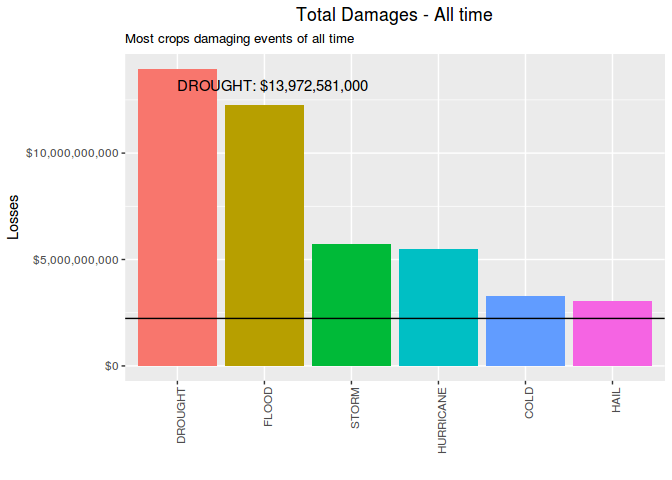 Total Damages - All time
Most crops damaging events of all time
DROUGHT: $13,972,581,000
$10,000,000,000
$5,000,000,000
$0
Losses
DROUGHT
FLOOD
STORM
HURRICANE
COLD
HAIL